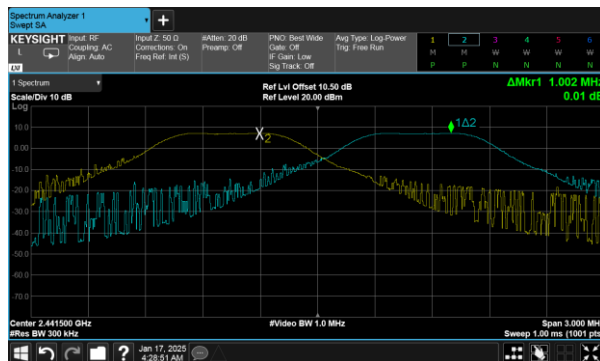 Spectrum Analyzer 1
Swept SA
+
KEYSIGHT Input: RF Input Z: 50 Ω #Atten: 20 dB PNO: Best Wide Avg Type: Log-Power 1 2 3 4 5 6
L Coupling: AC Corrections: On Preamp: Off Gate: Off Trig: Free Run M M W W W W
Align: Auto Freq Ref: Int (S) IF Gain: Low P P N N N N
LXI Sig Track: Off
1 Spectrum Ref Lvl Offset 10.50 dB ΔMkr1 1.002 MHz
Scale/Div 10 dB Ref Level 20.00 dBm 0.01 dB
Log
10.0
X2 1Δ2
0.00
-10.0
-20.0
-30.0
-40.0
-50.0
-60.0
-70.0
Center 2.441500 GHz #Video BW 1.0 MHz Span 3.000 MHz
#Res BW 300 kHz Sweep 1.00 ms (1001 pts)
? Jan 17, 2025
4:28:51 AM